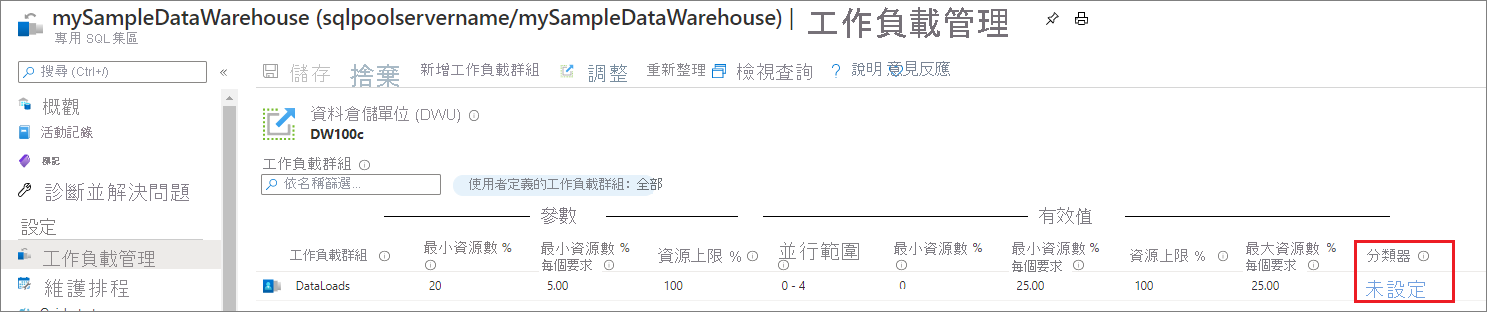 mySampleDataWarehouse (sqlpoolservername/mySampleDataWarehouse) | 工作負載管理
專用 SQL 集區
搜尋 (Ctrl+/)
«
儲存 捨棄 新增工作負載群組 調整 重新整理 檢視查詢 ? 說明 意見反應
概觀
活動記錄
標記
診斷並解決問題
設定
工作負載管理
維護排程
資料倉儲單位 (DWU)
DW100c
工作負載群組
依名稱篩選...
使用者定義的工作負載群組: 全部
參數 有效值
工作負載群組 最小資源數 % 最小資源數 % 每個要求 資源上限 % 並行範圍 最小資源數 % 最小資源數 % 每個要求 資源上限 % 最大資源數 % 每個要求 分類器
DataLoads 20 5.00 100 0 - 4 0 25.00 100 25.00 未設定